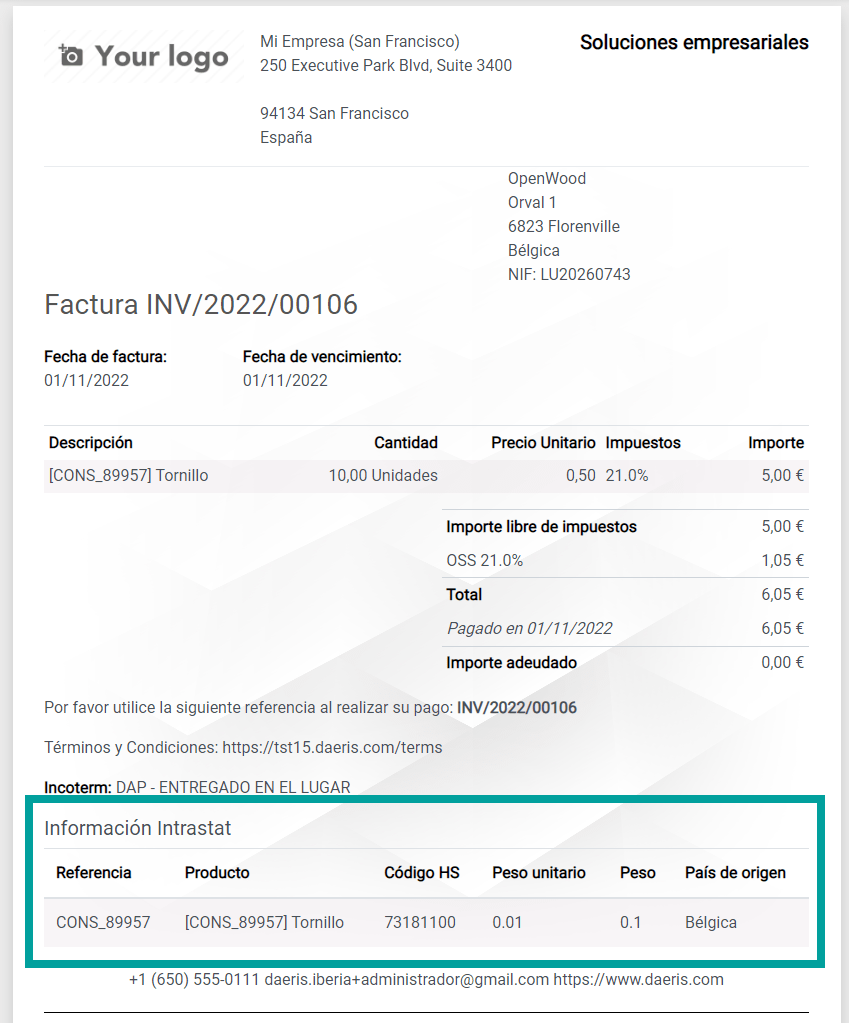 Your logo
Mi Empresa (San Francisco)
250 Executive Park Blvd, Suite 3400
94134 San Francisco
España
Soluciones empresariales
OpenWood
Orval 1
6823 Florenville
Bélgica
NIF: LU20260743
Factura INV/2022/00106
Fecha de factura: Fecha de vencimiento:
01/11/2022 01/11/2022
Descripción Cantidad Precio Unitario Impuestos Importe
[CONS_89957] Tornillo 10,00 Unidades 0,50 21.0% 5,00 €
Importe libre de impuestos 5,00 €
OSS 21.0% 1,05 €
Total 6,05 €
Pagado en 01/11/2022 6,05 €
Importe adeudado 0,00 €
Por favor utilice la siguiente referencia al realizar su pago: INV/2022/00106
Términos y Condiciones: https://tst15.daeris.com/terms
Incoterm: DAP - ENTREGADO EN EL LUGAR
Información Intrastat
Referencia Producto Código HS Peso unitario Peso País de origen
CONS_89957 [CONS_89957] Tornillo 73181100 0.01 0.1 Bélgica
+1 (650) 555-0111 daeris.iberia+administrador@gmail.com https://www.daeris.com